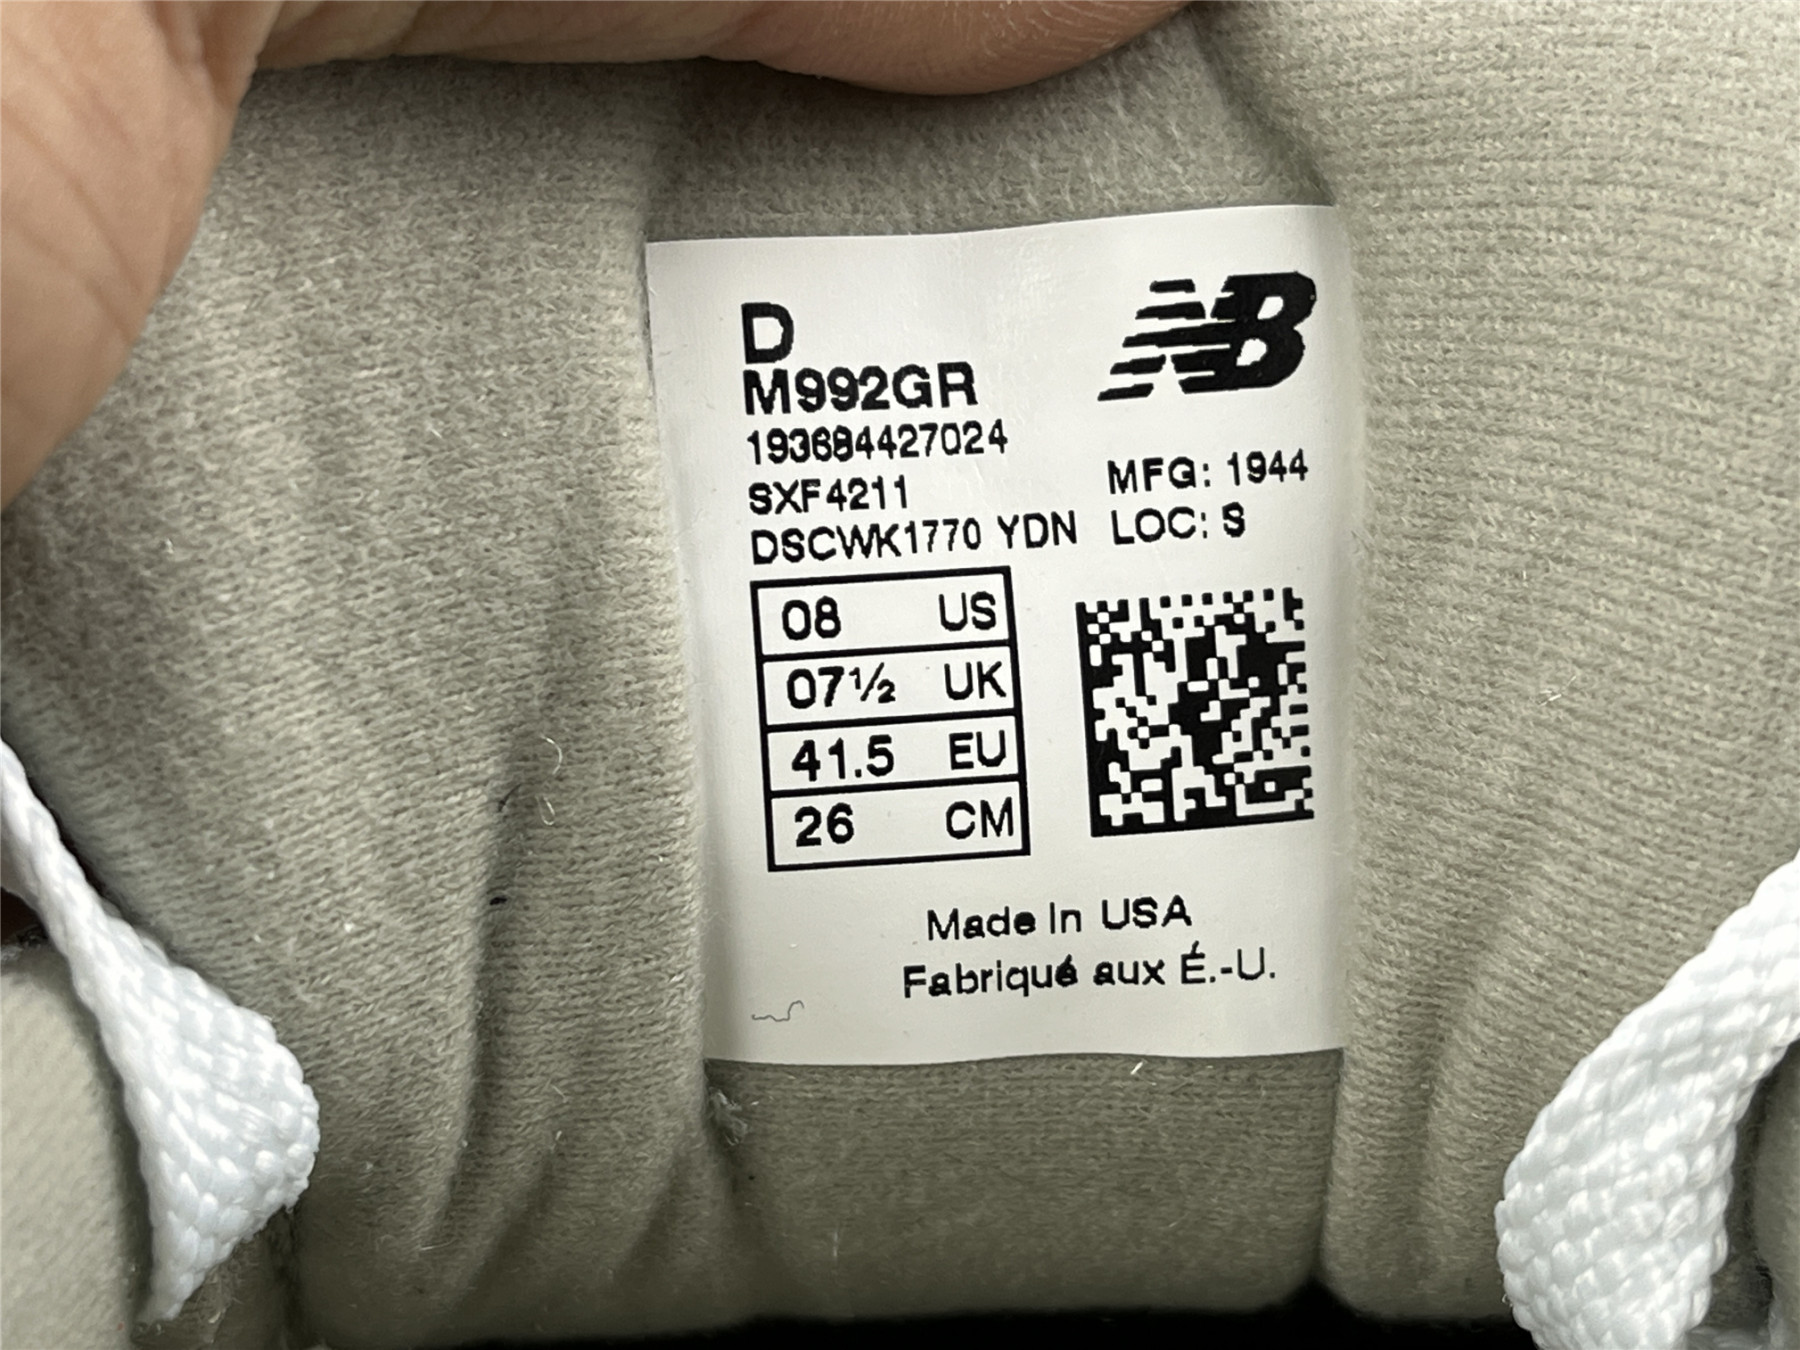 D
NB
M992GR
193684427024
SXF4211
MFG: 1944
DSCWK1770 YDN
LOC: S
08 US
07½ UK
41.5 EU
26 CM
Made In USA
Fabriqué aux É.-U.